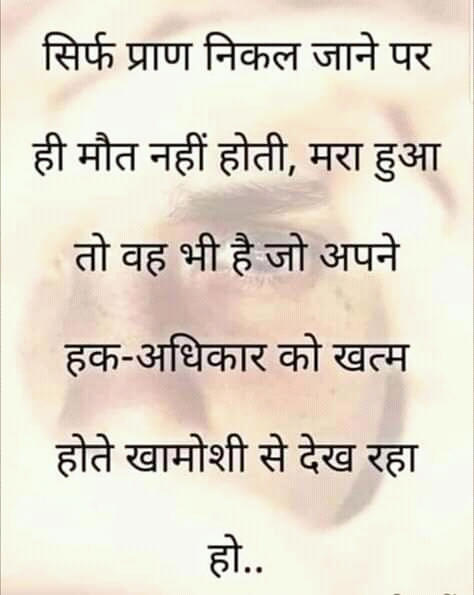 सिर्फ प्राण निकल जाने पर
ही मौत नहीं होती, मरा हुआ
तो वह भी है जो अपने
हक-अधिकार को खत्म
होते खामोशी से देख रहा
हो..